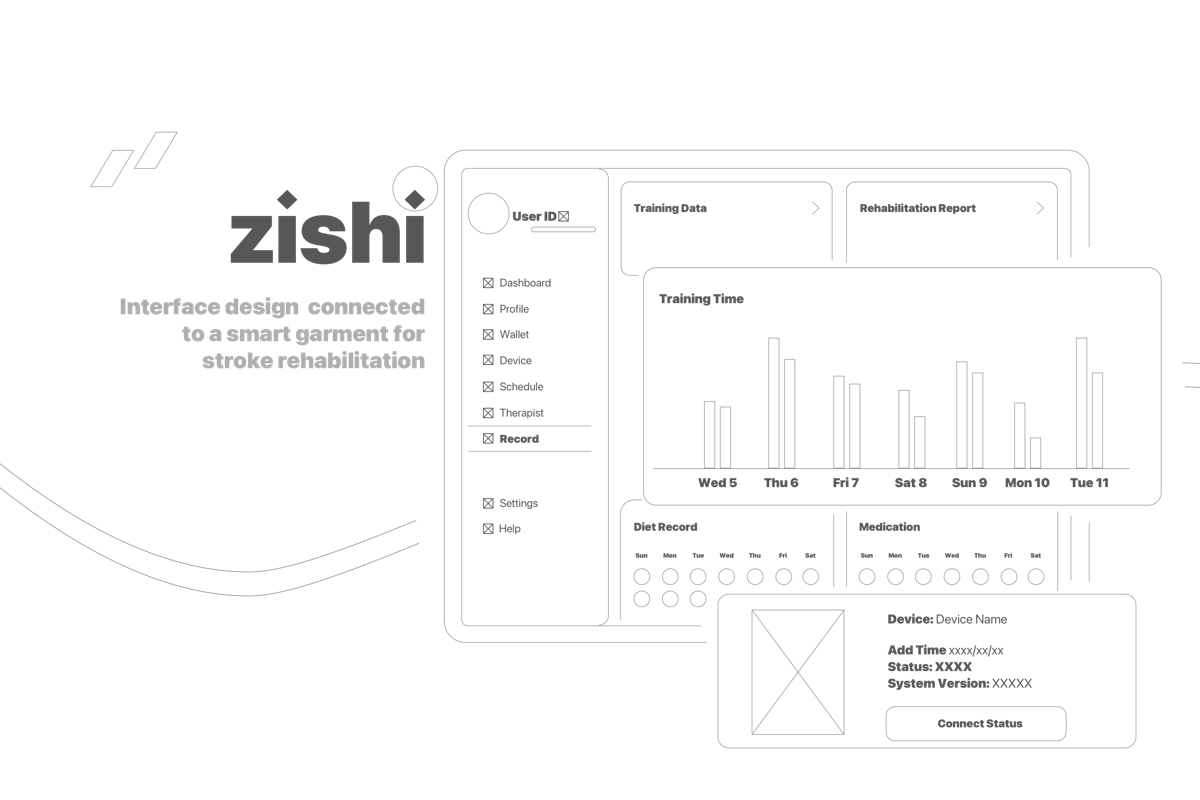 zishi
Interface design connected
to a smart garment for
stroke rehabilitation
User ID
Dashboard
Profile
Wallet
Device
Schedule
Therapist
Record
Settings
Help
Training Data
Rehabilitation Report
Training Time
Wed 5 Thu 6 Fri 7 Sat 8 Sun 9 Mon 10 Tue 11
Diet Record
Sun Mon Tue Wed Thu Fri Sat
Medication
Sun Mon Tue Wed Thu Fri Sat
Device: Device Name
Add Time xxxx/xx/xx
Status: XXXX
System Version: XXXXX
Connect Status